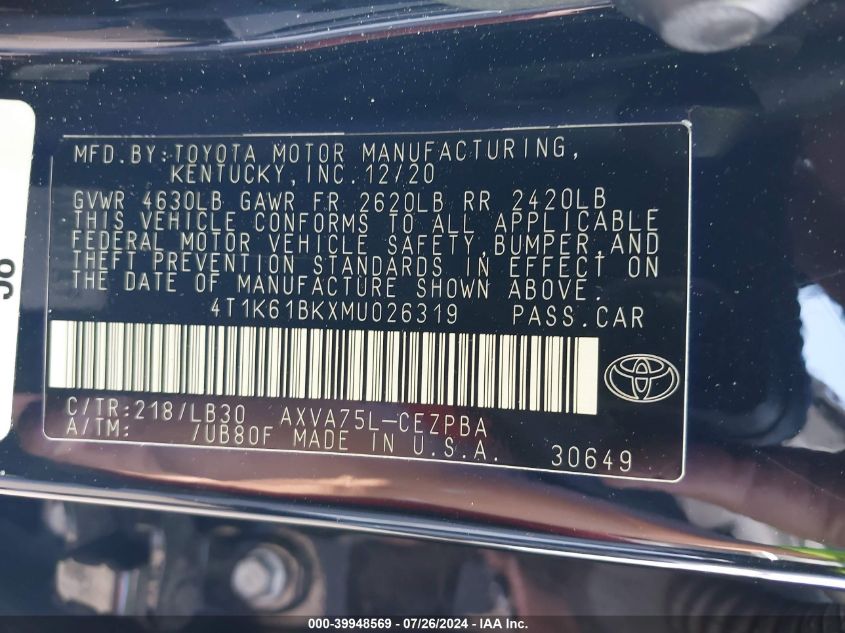 MFD.BY:TOYOTA MOTOR MANUFACTURING,
KENTUCKY,INC.12/20
GVWR 4630LB GAWR FR 2620LB RR 2420LB
THIS VEHICLE CONFORMS TO ALL APPLICABLE
FEDERAL MOTOR VEHICLE SAFETY,BUMPER,AND
THEFT PREVENTION STANDARDS IN EFFECT ON
THE DATE OF MANUFACTURE SHOWN ABOVE.
4T1K61BKXMU026319 PASS.CAR
C/TR:218/LB30 AXVA75L-CEZPBA
A/TM: /UB80F MADE IN U.S.A. 30649
000-39948569 - 07/26/2024 - IAA Inc.